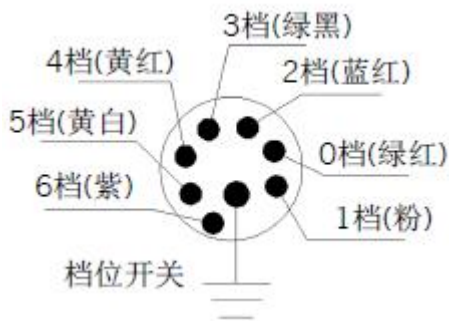 3档(绿黑)
4档(黄红)
2档(蓝红)
5档(黄白)
0档(绿红)
6档(紫)
1档(粉)
档位开关